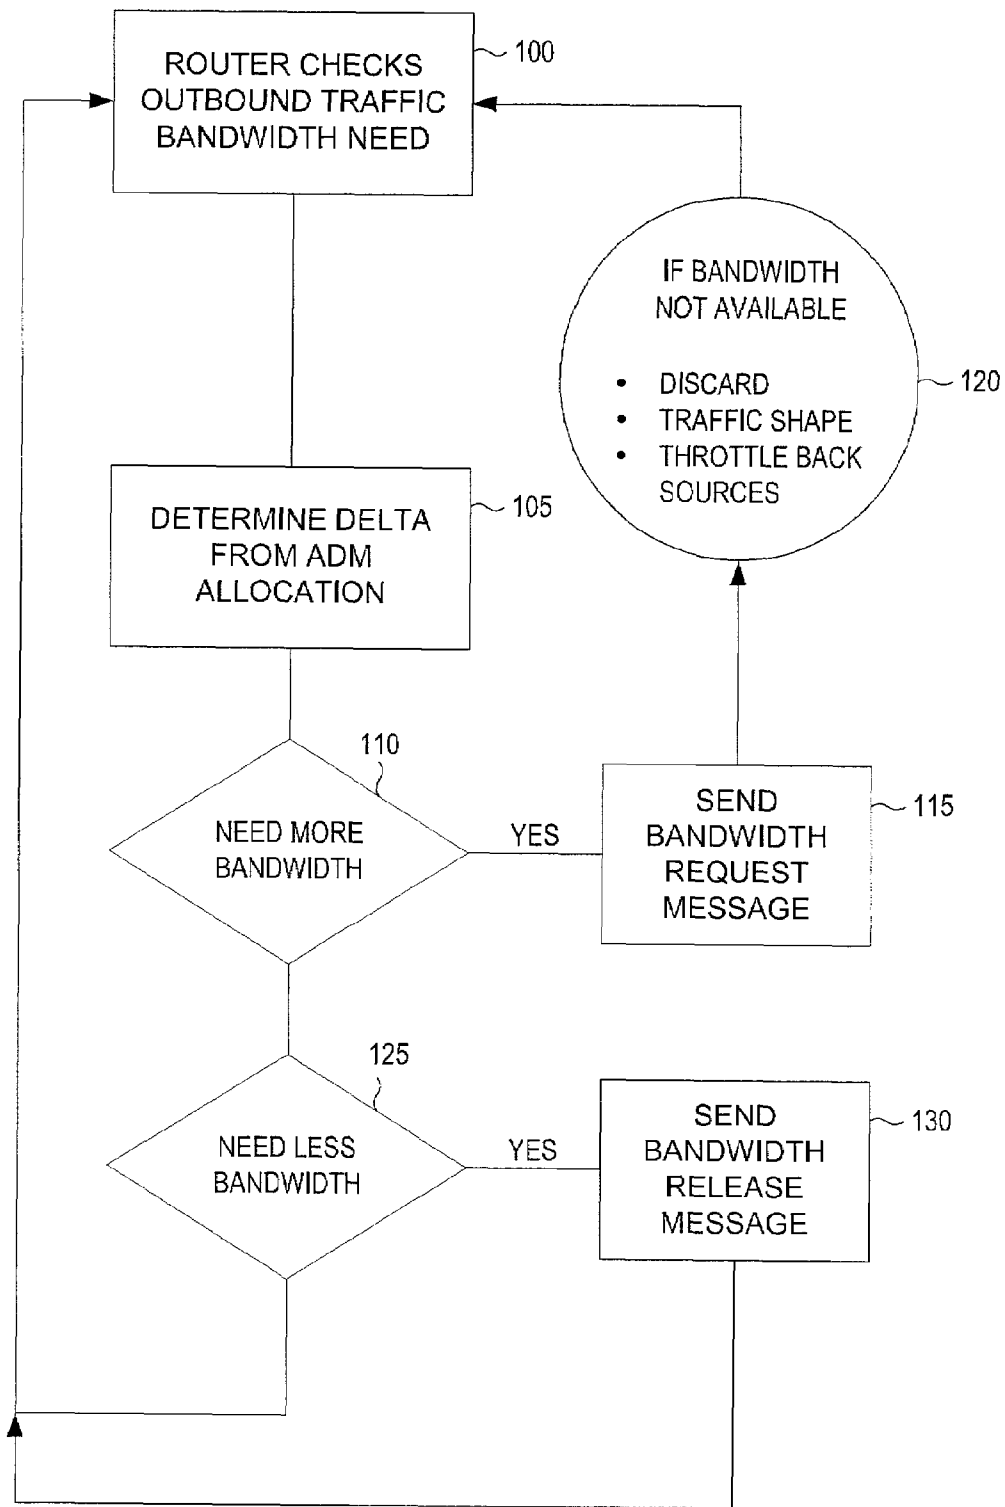 ROUTER CHECKS
OUTBOUND TRAFFIC
BANDWIDTH NEED
100
IF BANDWIDTH
NOT AVAILABLE
• DISCARD
• TRAFFIC SHAPE
• THROTTLE BACK
SOURCES
120
DETERMINE DELTA
FROM ADM
ALLOCATION
105
110
NEED MORE
BANDWIDTH
YES
SEND
BANDWIDTH
REQUEST
MESSAGE
115
125
NEED LESS
BANDWIDTH
YES
SEND
BANDWIDTH
RELEASE
MESSAGE
130